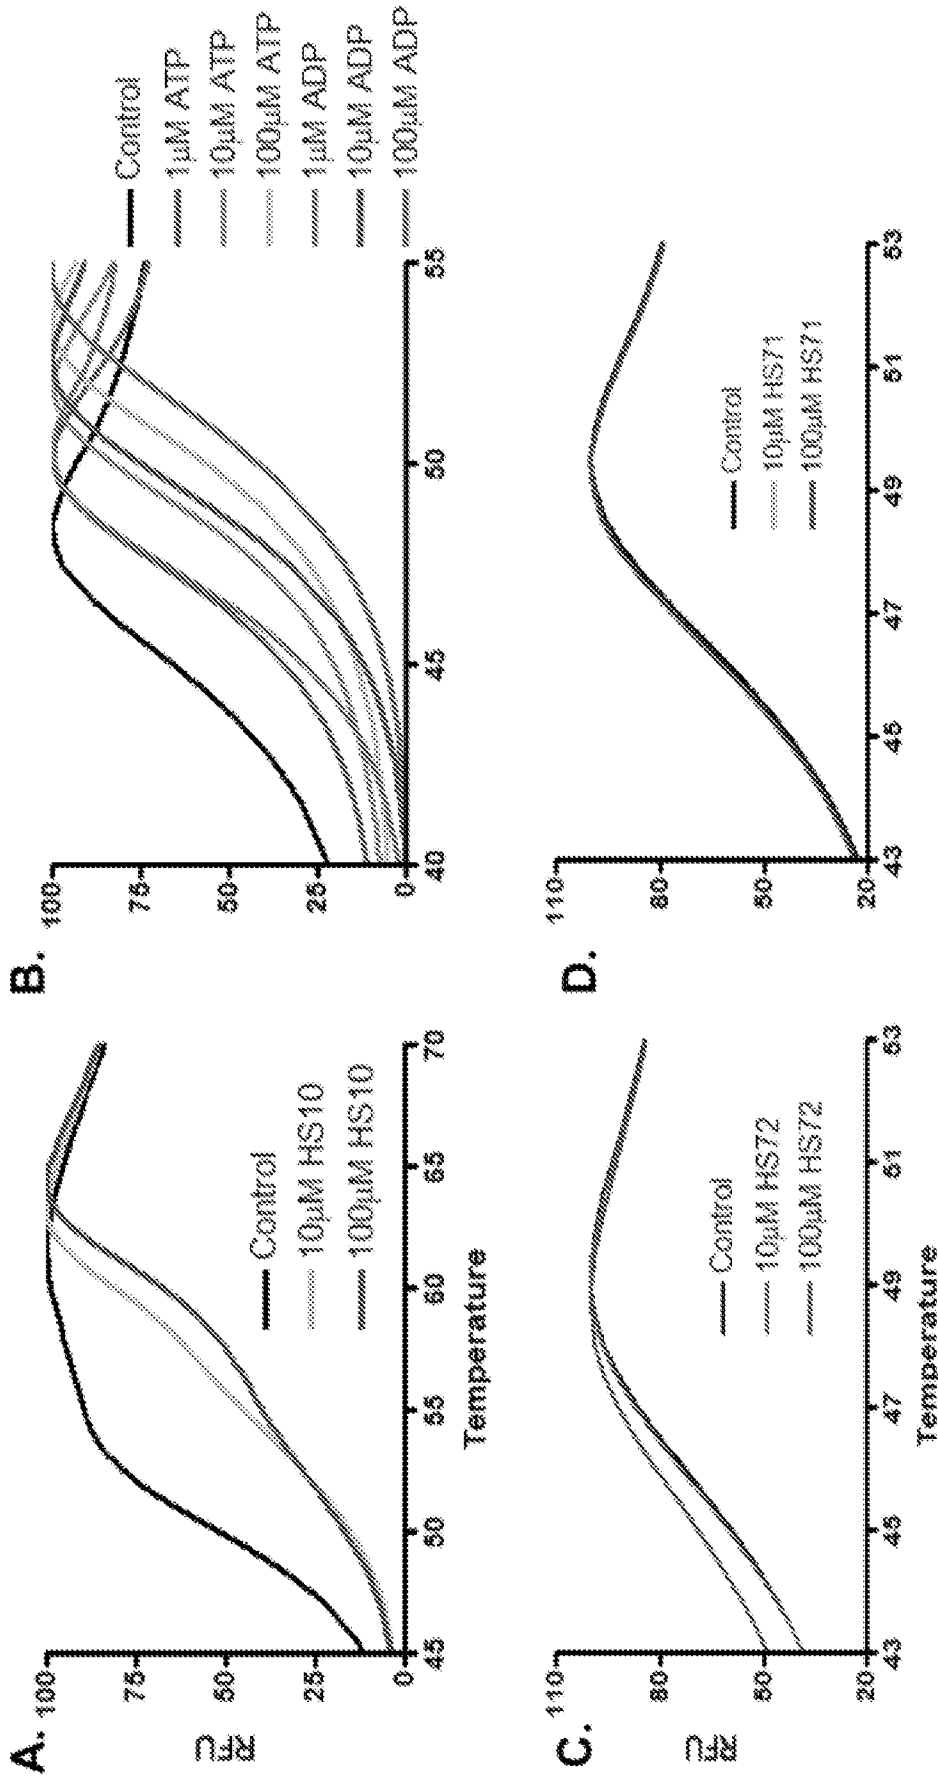 A.
RFU
100
75
50
25
0
45
50
55
60
65
70
Temperature
Control
10µM HS10
100µM HS10
B.
100
75
50
25
0
40
45
50
55
Control
1µM ATP
10µM ATP
100µM ATP
1µM ADP
10µM ADP
100µM ADP
C.
RFU
110
80
50
20
43
45
47
49
51
53
Temperature
Control
10µM HS72
100µM HS72
D.
110
80
50
20
43
45
47
49
51
53
Control
10µM HS71
100µM HS71